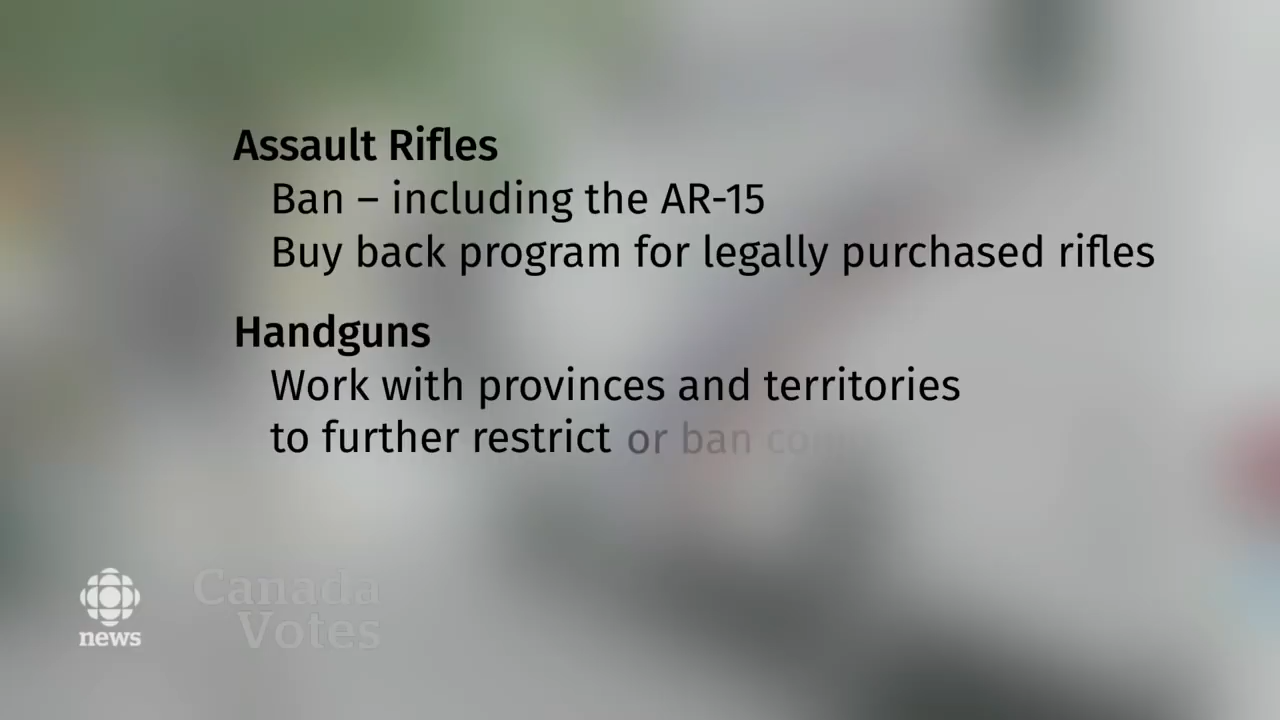 Assault Rifles
Ban – including the AR-15
Buy back program for legally purchased rifles
Handguns
Work with provinces and territories
to further restrict or ban
news
Canada
Votes